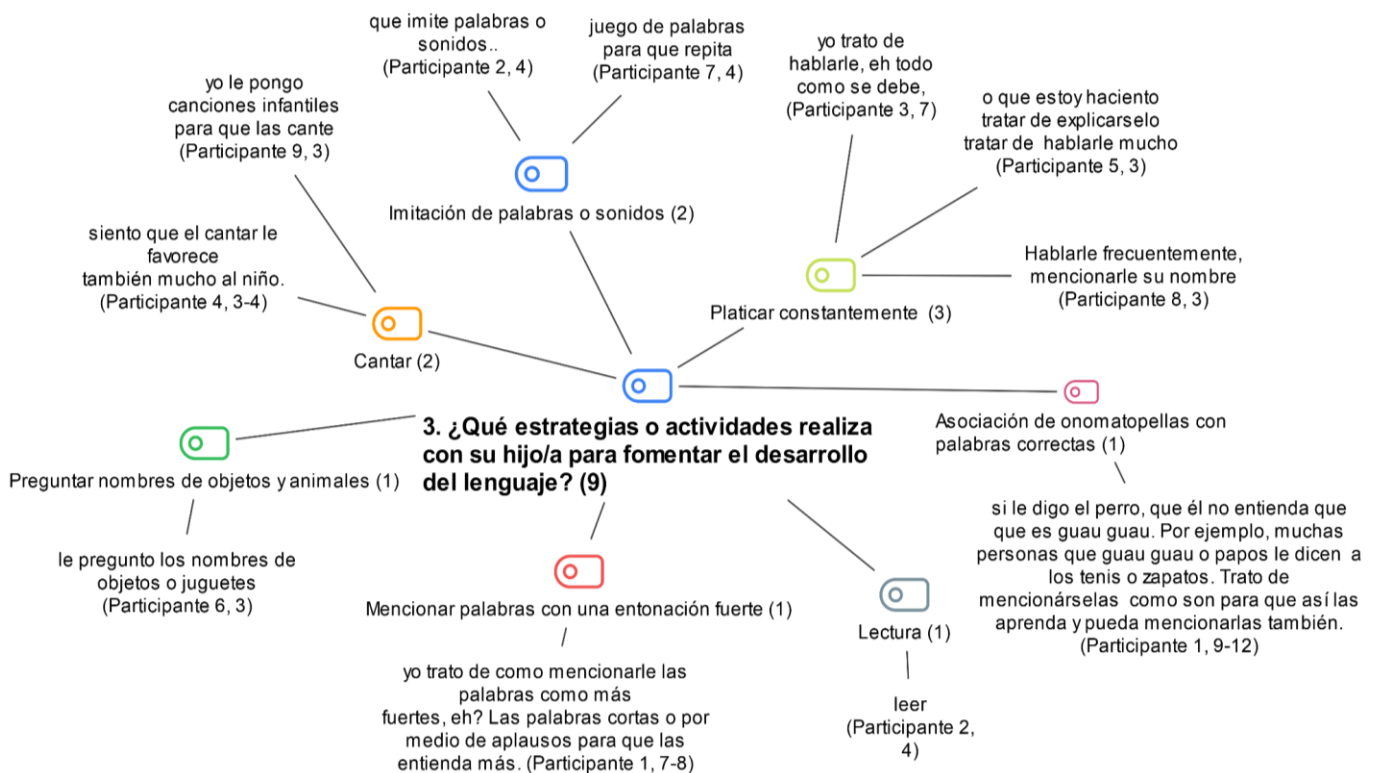 que imite palabras o
sonidos..
(Participante 2, 4)
juego de palabras
para que repita
(Participante 7, 4)
yo trato de
hablarle, eh todo
como se debe,
(Participante 3, 7)
yo le pongo
canciones infantiles
para que las cante
(Participante 9, 3)
o que estoy haciento
tratar de explicarselo
tratar de hablarle mucho
(Participante 5, 3)
Imitación de palabras o sonidos (2)
siento que el cantar le
favorece
también mucho al niño.
(Participante 4, 3-4)
Hablarle frecuentemente,
mencionarle su nombre
(Participante 8, 3)
Platicar constantemente (3)
Cantar (2)
3. ¿Qué estrategias o actividades realiza
con su hijo/a para fomentar el desarrollo
del lenguaje? (9)
Asociación de onomatopellas con
palabras correctas (1)
Preguntar nombres de objetos y animales (1)
si le digo el perro, que él no entienda que
que es guau guau. Por ejemplo, muchas
personas que guau guau o papos le dicen a
los tenis o zapatos. Trato de
mencionárselas como son para que así las
aprenda y pueda mencionarlas también.
(Participante 1, 9-12)
le pregunto los nombres de
objetos o juguetes
(Participante 6, 3)
Mencionar palabras con una entonación fuerte (1)
Lectura (1)
yo trato de como mencionarle las
palabras como más
fuertes, eh? Las palabras cortas o por
medio de aplausos para que las
entienda más. (Participante 1, 7-8)
leer
(Participante 2,
4)